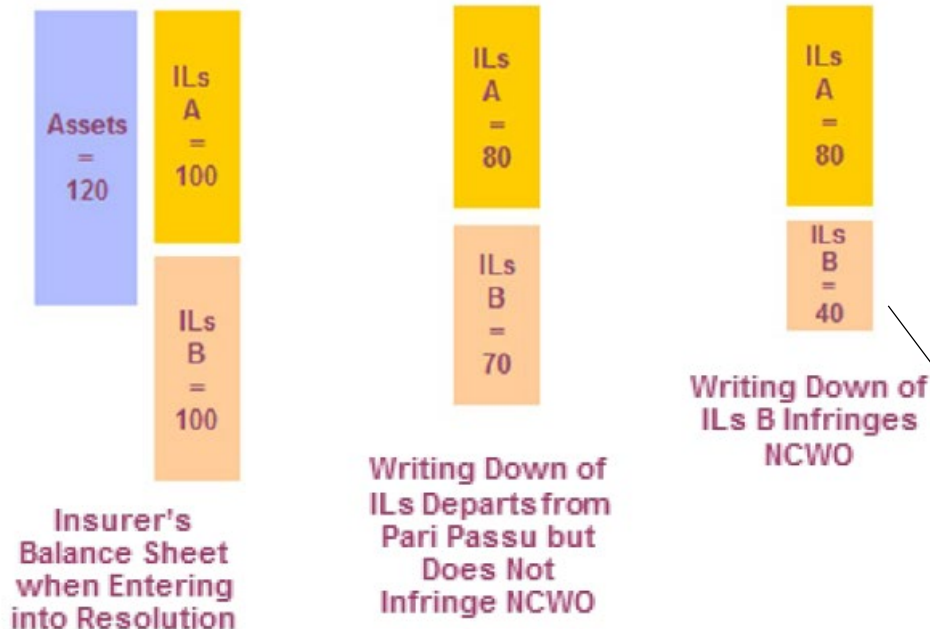 Assets
=
120
ILs
A
=
100
ILs
B
=
100
Insurer's
Balance Sheet
when Entering
into Resolution
ILs
A
=
80
ILs
B
=
70
Writing Down of
ILs Departs from
Pari Passu but
Does Not
Infringe NCWO
ILs
A
=
80
ILs
B
=
40
Writing Down of
ILs B Infringes
NCWO